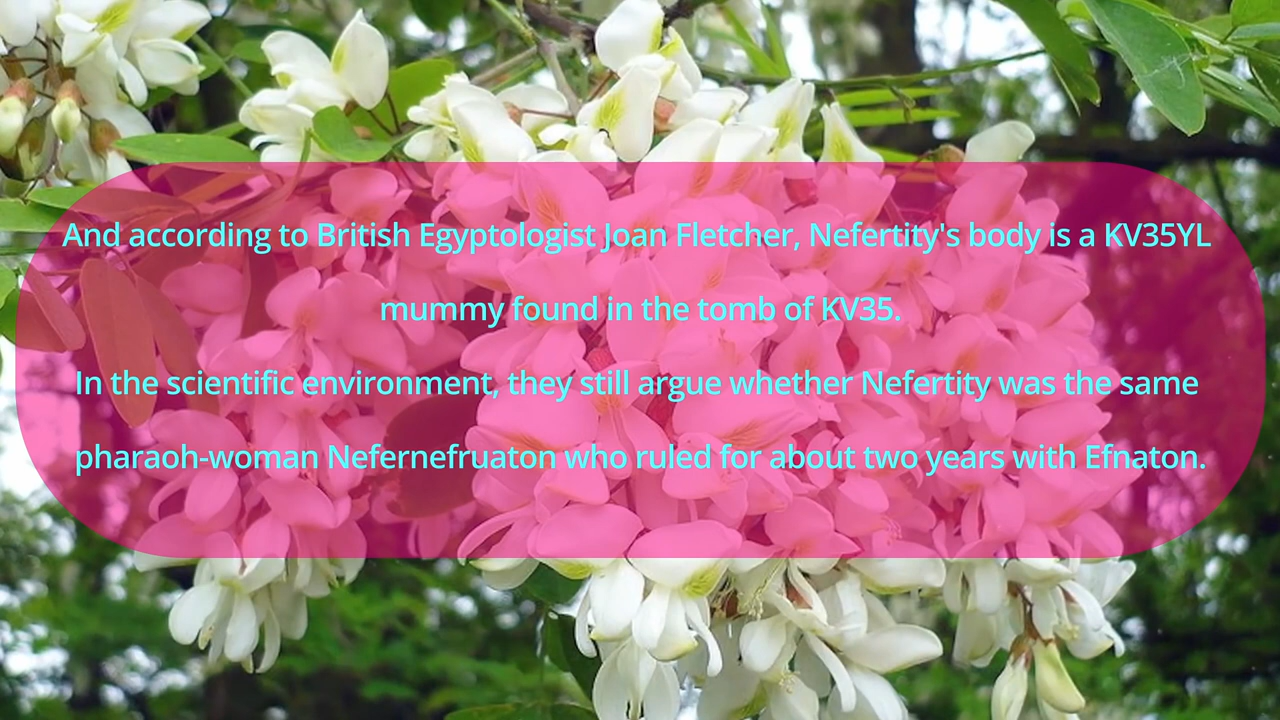 And according to British Egyptologist Joan Fletcher, Nefertity's body is a KV35YL
mummy found in the tomb of KV35.
In the scientific environment, they still argue whether Nefertity was the same
pharaoh-woman Nefernefruaton who ruled for about two years with Efnaton.